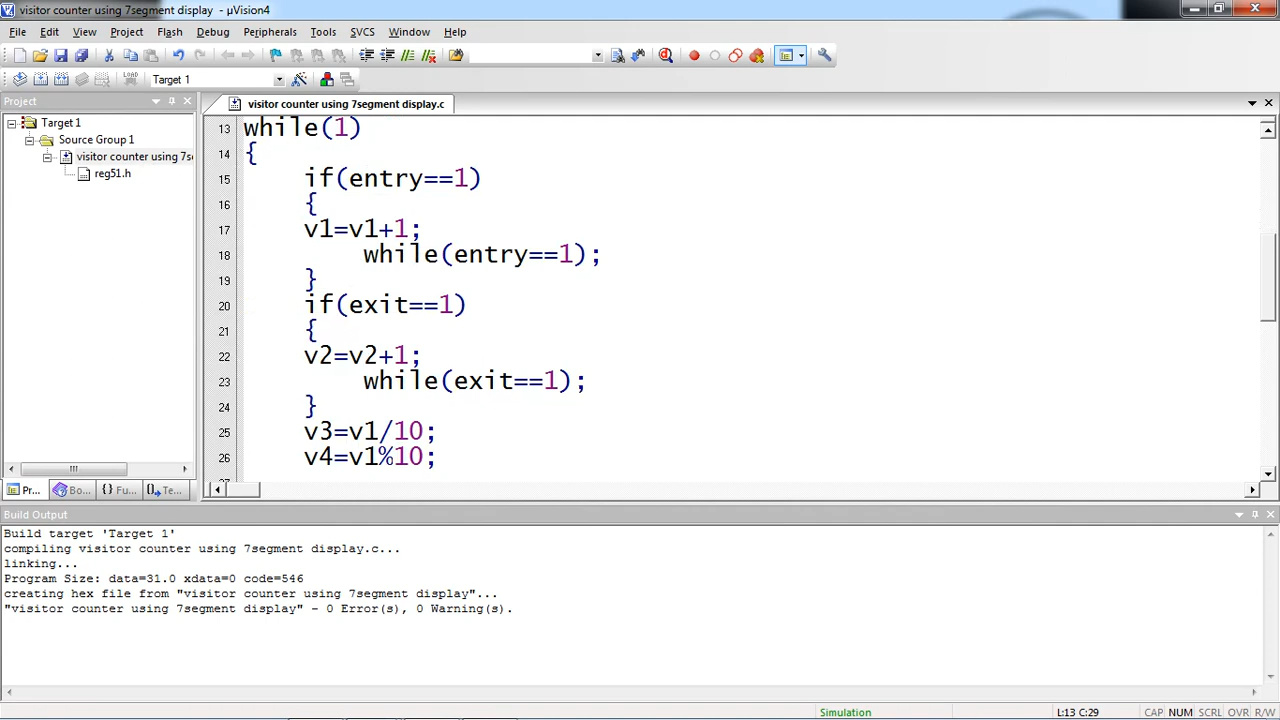 visitor counter using 7segment display - µVision4
File Edit View Project Flash Debug Peripherals Tools SVCS Window Help
LOAD Target 1
Project
visitor counter using 7segment display.c
Target 1
Source Group 1
visitor counter using 7se
reg51.h
13 while(1)
14 {
15 if(entry==1)
16 {
17 v1=v1+1;
18 while(entry==1);
19 }
20 if(exit==1)
21 {
22 v2=v2+1;
23 while(exit==1);
24 }
25 v3=v1/10;
26 v4=v1%10;
Pr... Bo... {} Fu... 0, Te...
Build Output
Build target 'Target 1'
compiling visitor counter using 7segment display.c...
linking...
Program Size: data=31.0 xdata=0 code=546
creating hex file from "visitor counter using 7segment display"...
"visitor counter using 7segment display" - 0 Error(s), 0 Warning(s).
Simulation L:13 C:29 CAP NUM SCRL OVR R/W